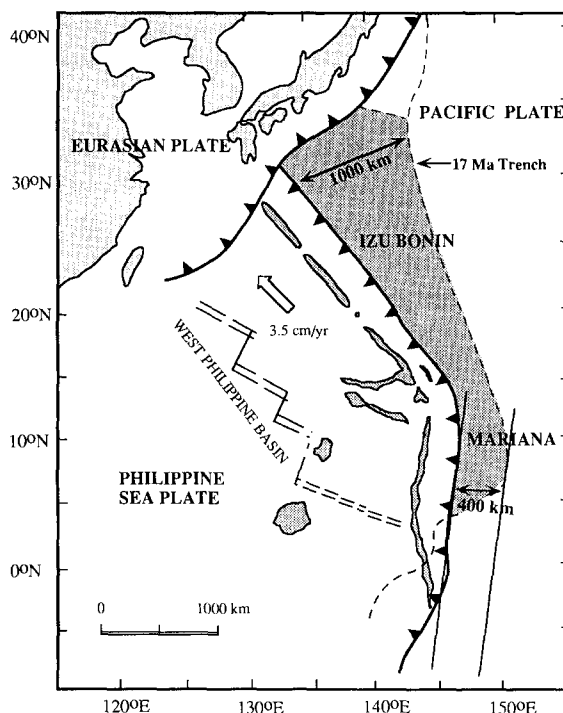 40°N
PACIFIC PLATE
EURASIAN PLATE
17 Ma Trench
1000 km
30°N
IZU BONIN
20°N
3.5 cm/yr
WEST PHILIPPINE BASIN
10°N
MARIANA
PHILIPPINE
SEA PLATE
400 km
0°N
0 1000 km
120°E 130°E 140°E 150°E